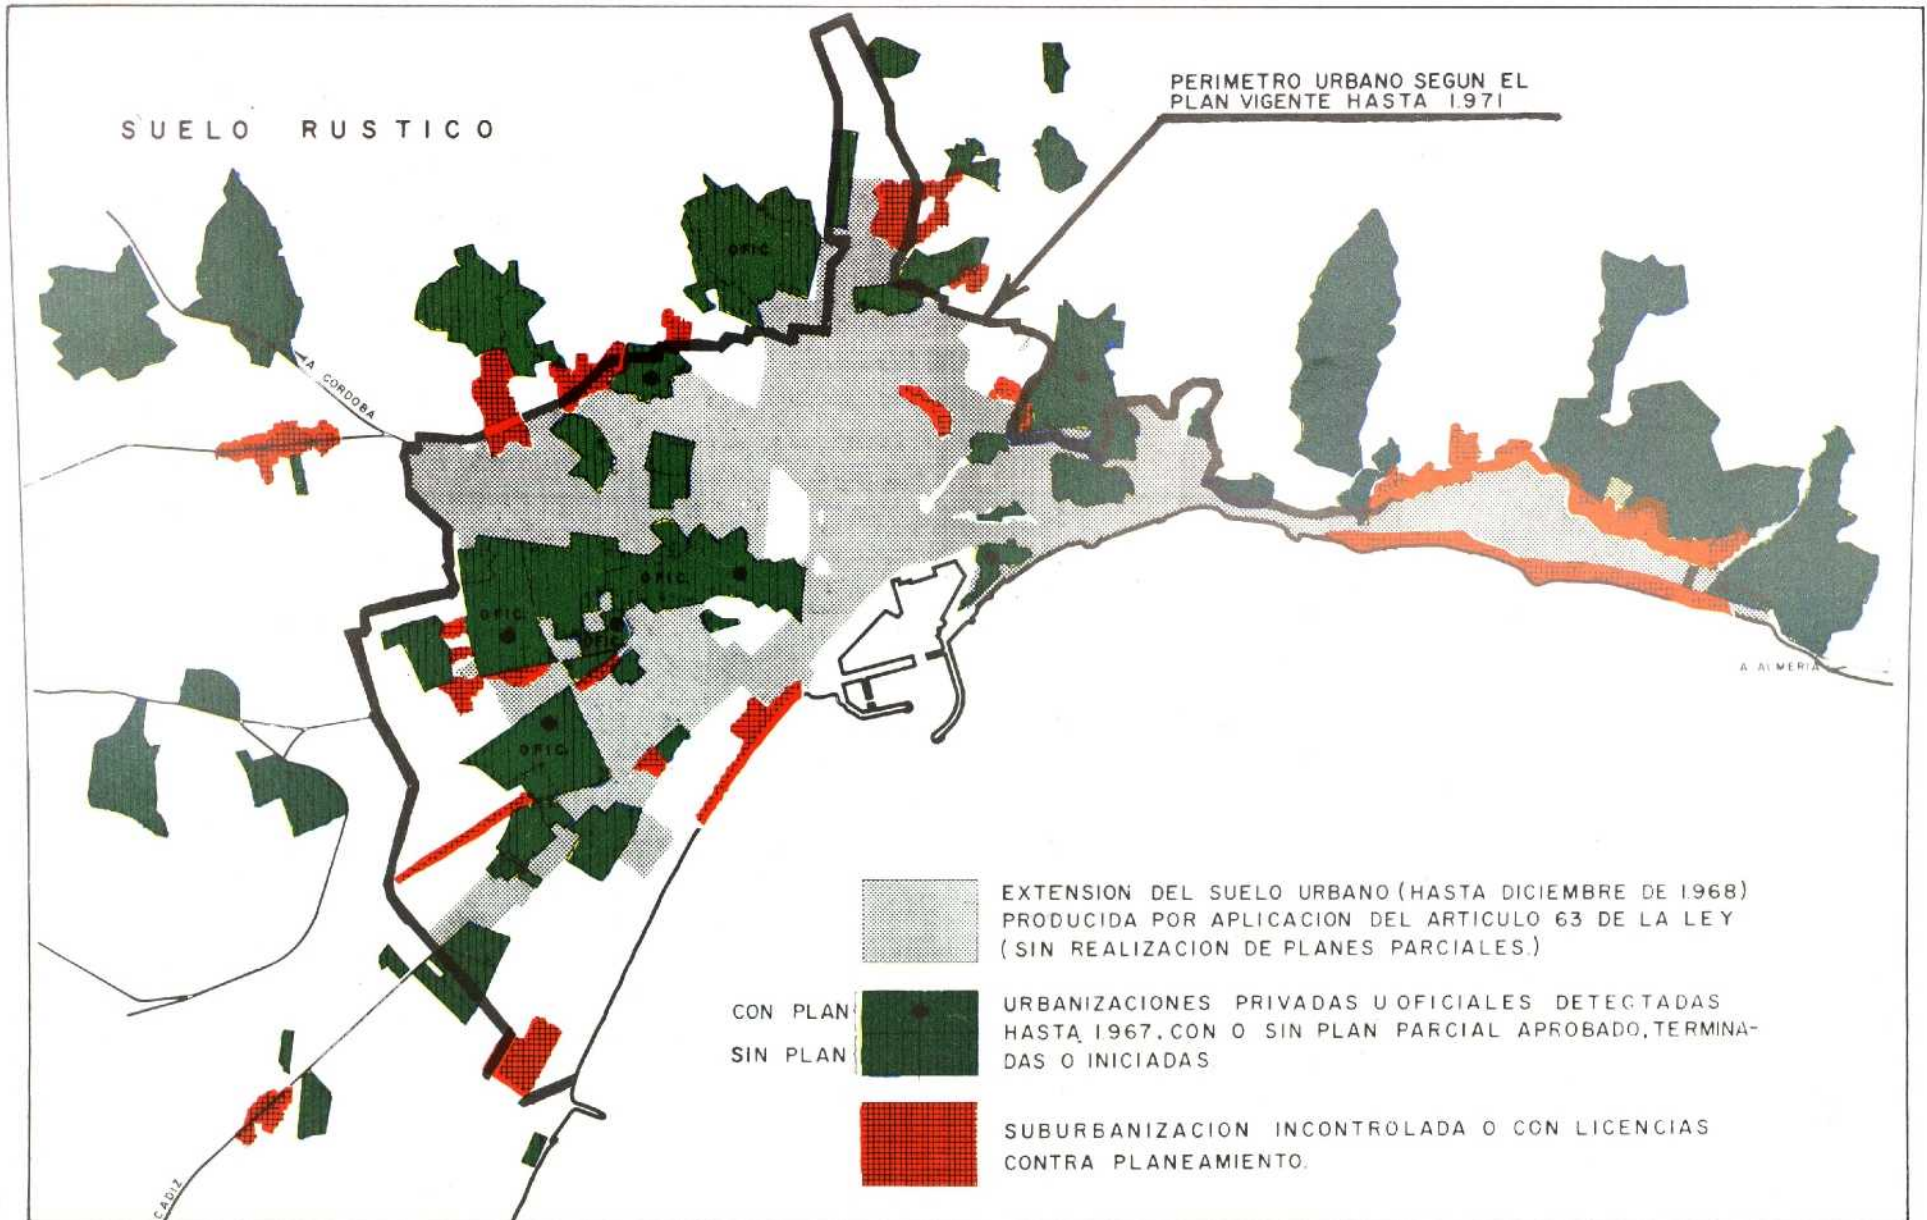 SUELO RUSTICO
PERIMETRO URBANO SEGUN EL
PLAN VIGENTE HASTA 1.971
OFIC.
A CORDOBA
OFIC.
OFIC.
OFIC.
OFIC.
A ALMERIA
CADIZ
EXTENSION DEL SUELO URBANO (HASTA DICIEMBRE DE 1.968)
PRODUCIDA POR APLICACION DEL ARTICULO 63 DE LA LEY
(SIN REALIZACION DE PLANES PARCIALES.)
CON PLAN
SIN PLAN
URBANIZACIONES PRIVADAS U OFICIALES DETECTADAS
HASTA 1.967, CON O SIN PLAN PARCIAL APROBADO, TERMINA-
DAS O INICIADAS
SUBURBANIZACION INCONTROLADA O CON LICENCIAS
CONTRA PLANEAMIENTO.